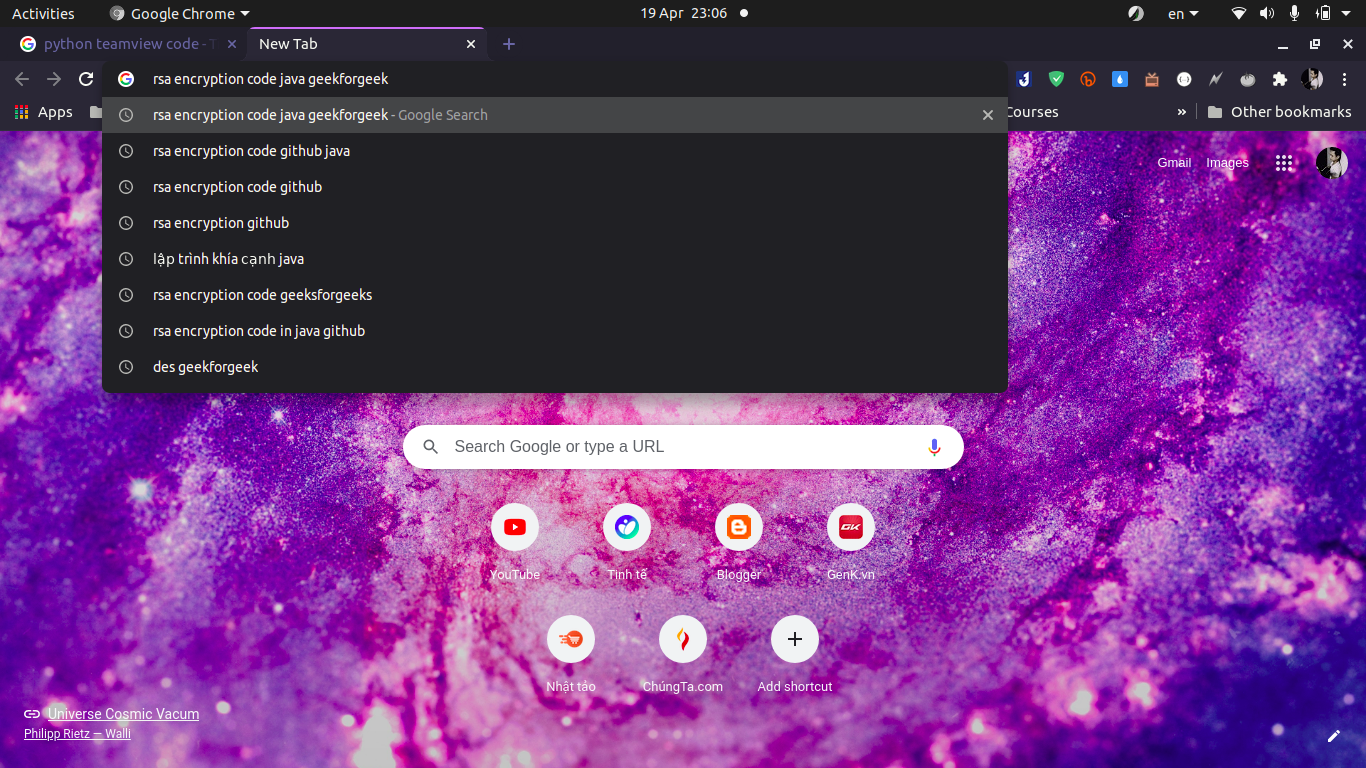 Activities Google Chrome 19 Apr 23:06 en
python teamview code - T New Tab
rsa encryption code java geekforgeek
Apps Courses Other bookmarks
rsa encryption code java geekforgeek - Google Search
rsa encryption code github java
Gmail Images
rsa encryption code github
rsa encryption github
lập trình khía cạnh java
rsa encryption code geeksforgeeks
rsa encryption code in java github
des geekforgeek
Search Google or type a URL
YouTube Tinh tế Blogger GenK.vn
Nhật tảo ChúngTa.com Add shortcut
Universe Cosmic Vacum
Philipp Rietz — Walli